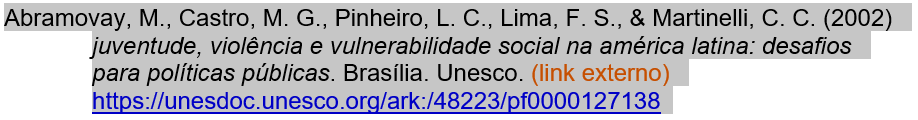 Abramovay, M., Castro, M. G., Pinheiro, L. C., Lima, F. S., & Martinelli, C. C. (2002)
juventude, violência e vulnerabilidade social na américa latina: desafios
para políticas públicas. Brasília. Unesco. (link externo)
https://unesdoc.unesco.org/ark:/48223/pf0000127138